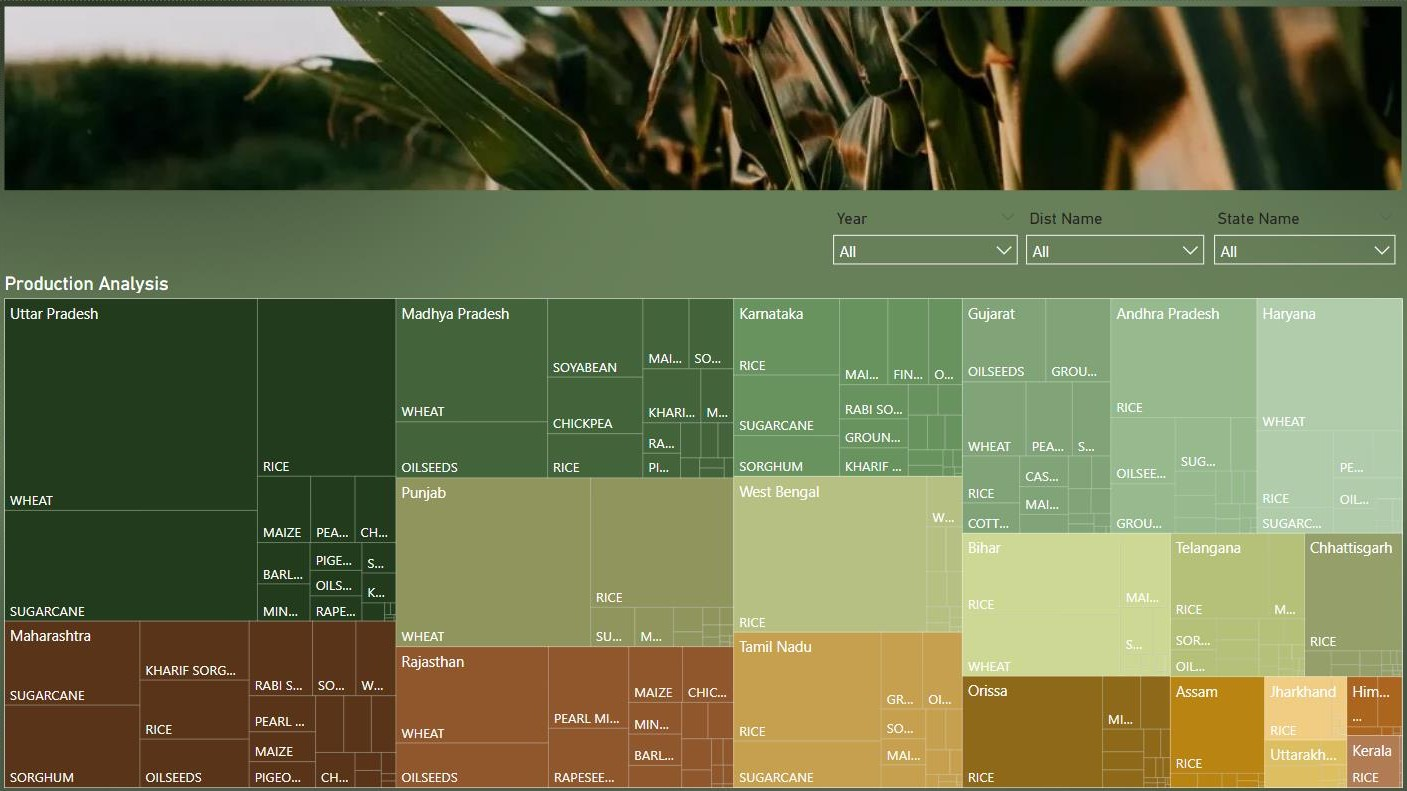 Year
Dist Name
State Name
All
All
All
Production Analysis
Uttar Pradesh
WHEAT
SUGARCANE
RICE
MAIZE
PEA...
CH...
BARL...
PIGE...
S...
OILS...
K...
MIN...
RAPE...
Maharashtra
SUGARCANE
SORGHUM
KHARIF SORG...
RICE
OILSEEDS
RABI S...
SO...
W...
PEARL ...
MAIZE
PIGEO...
CH...
Madhya Pradesh
WHEAT
OILSEEDS
SOYABEAN
CHICKPEA
RICE
MAI...
SO...
KHARI...
M...
RA...
PI...
Punjab
WHEAT
RICE
SU...
M...
Rajasthan
WHEAT
OILSEEDS
PEARL MI...
RAPESEE...
MAIZE
CHIC...
MIN...
BARL...
Karnataka
RICE
SUGARCANE
SORGHUM
MAI...
FIN...
O...
RABI SO...
GROUN...
KHARIF ...
West Bengal
RICE
W...
Tamil Nadu
RICE
SUGARCANE
GR...
OI...
SO...
MAI...
Gujarat
OILSEEDS
GROU...
WHEAT
PEA...
S...
RICE
CAS...
MAI...
COTT...
Andhra Pradesh
RICE
OILSEE...
SUG...
GROU...
Haryana
WHEAT
RICE
PE...
OIL...
SUGARC...
Bihar
RICE
WHEAT
MAI...
S...
Telangana
RICE
M...
SOR...
OIL...
Chhattisgarh
RICE
Orissa
RICE
MI...
Assam
RICE
Jharkhand
RICE
Uttarakh...
Him...
...
Kerala
RICE